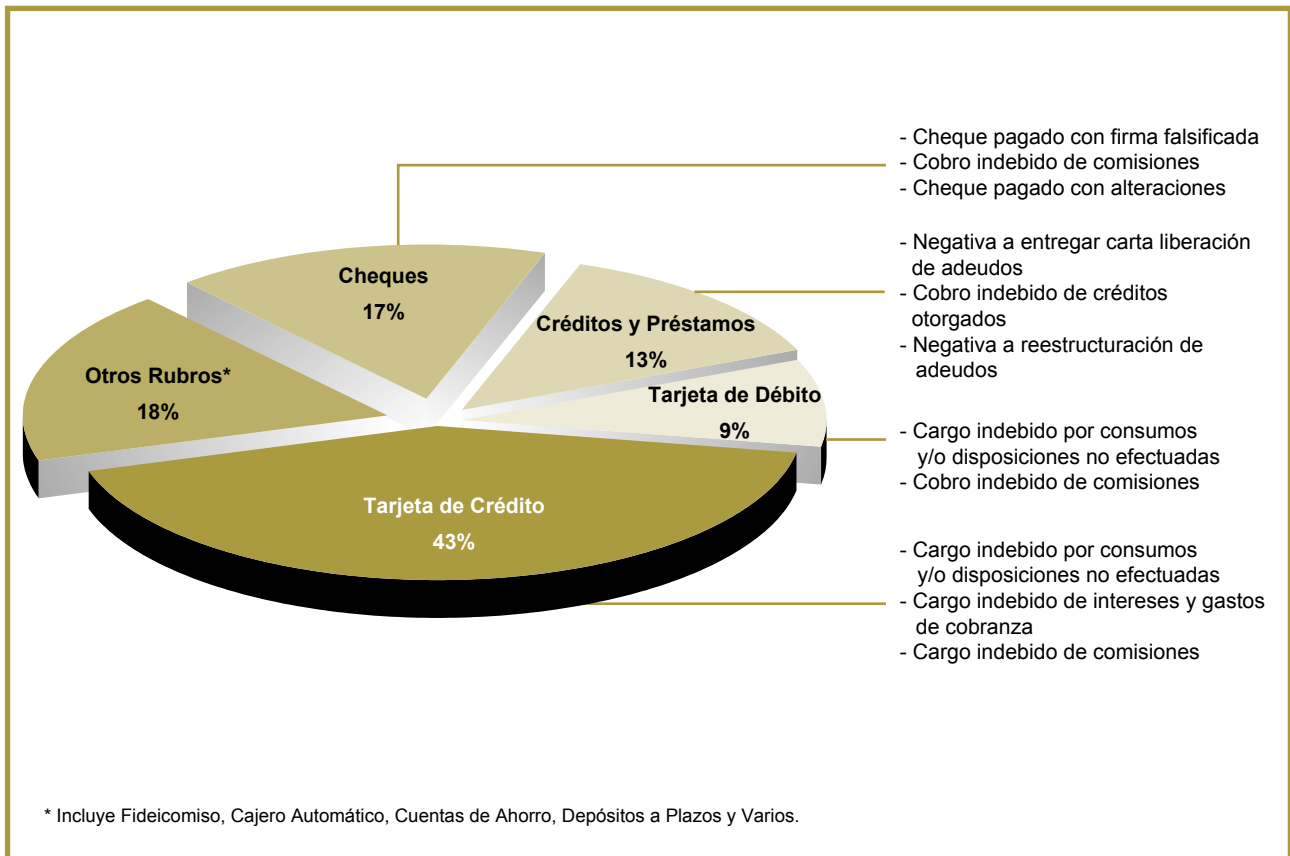 - Cheque pagado con firma falsificada
- Cobro indebido de comisiones
- Cheque pagado con alteraciones
- Negativa a entregar carta liberación
de adeudos
- Cobro indebido de créditos
otorgados
- Negativa a reestructuración de
adeudos
Cheques
17%
Créditos y Préstamos
13%
Otros Rubros*
18%
Tarjeta de Débito
9%
- Cargo indebido por consumos
y/o disposiciones no efectuadas
- Cobro indebido de comisiones
Tarjeta de Crédito
43%
- Cargo indebido por consumos
y/o disposiciones no efectuadas
- Cargo indebido de intereses y gastos
de cobranza
- Cargo indebido de comisiones
* Incluye Fideicomiso, Cajero Automático, Cuentas de Ahorro, Depósitos a Plazos y Varios.